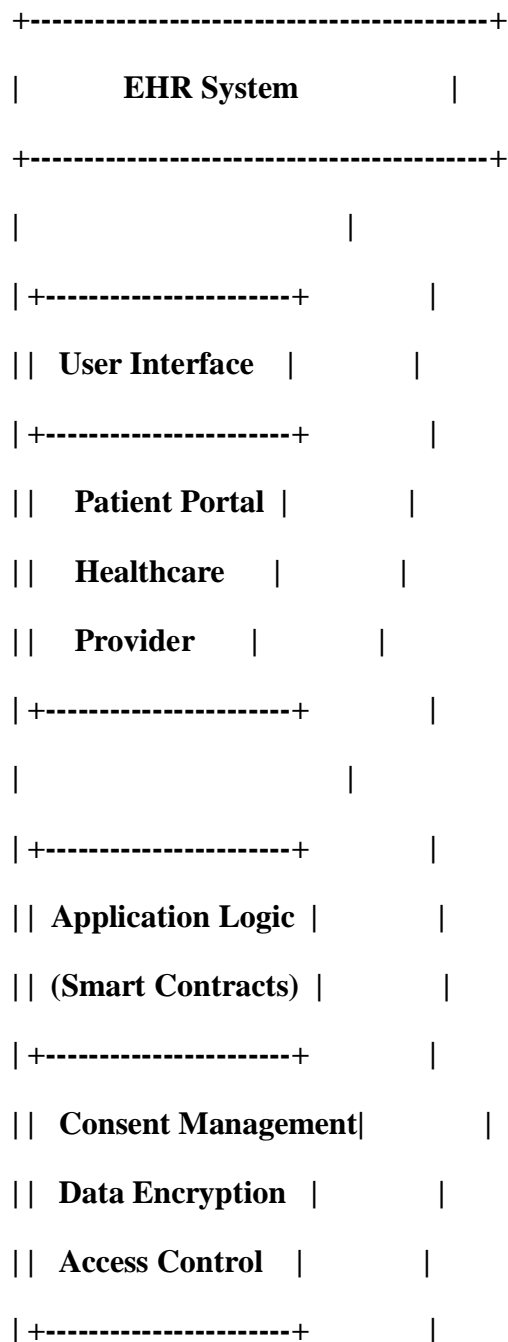 +------------------------------------------+
| EHR System |
+------------------------------------------+
| |
| +-----------------------+ |
| | User Interface | |
| +-----------------------+ |
| | Patient Portal | |
| | Healthcare | |
| | Provider | |
| +-----------------------+ |
| |
| +-----------------------+ |
| | Application Logic | |
| | (Smart Contracts) | |
| +-----------------------+ |
| | Consent Management| |
| | Data Encryption | |
| | Access Control | |
| +-----------------------+ |